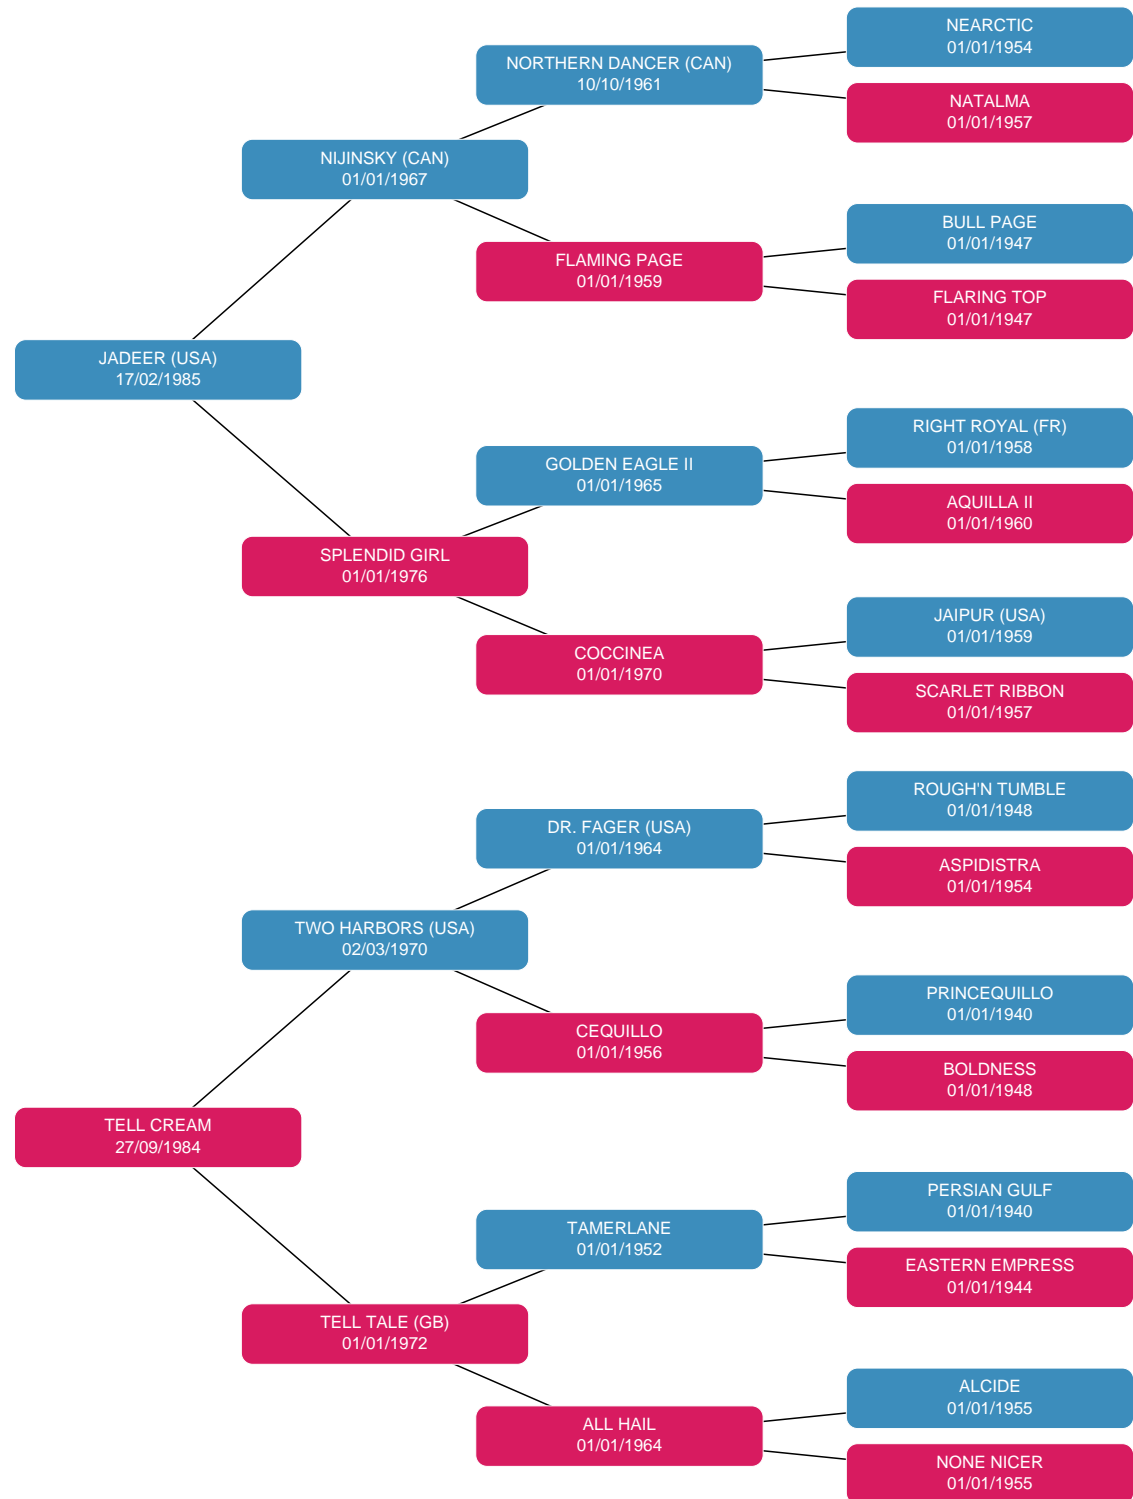 NEARCTIC
01/01/1954
NORTHERN DANCER (CAN)
10/10/1961
NATALMA
01/01/1957
NIJINSKY (CAN)
01/01/1967
BULL PAGE
01/01/1947
FLAMING PAGE
01/01/1959
FLARING TOP
01/01/1947
JADEER (USA)
17/02/1985
RIGHT ROYAL (FR)
01/01/1958
GOLDEN EAGLE II
01/01/1965
AQUILLA II
01/01/1960
SPLENDID GIRL
01/01/1976
JAIPUR (USA)
01/01/1959
COCCINEA
01/01/1970
SCARLET RIBBON
01/01/1957
ROUGH'N TUMBLE
01/01/1948
DR. FAGER (USA)
01/01/1964
ASPIDISTRA
01/01/1954
TWO HARBORS (USA)
02/03/1970
PRINCEQUILLO
01/01/1940
CEQUILLO
01/01/1956
BOLDNESS
01/01/1948
TELL CREAM
27/09/1984
PERSIAN GULF
01/01/1940
TAMERLANE
01/01/1952
EASTERN EMPRESS
01/01/1944
TELL TALE (GB)
01/01/1972
ALCIDE
01/01/1955
ALL HAIL
01/01/1964
NONE NICER
01/01/1955